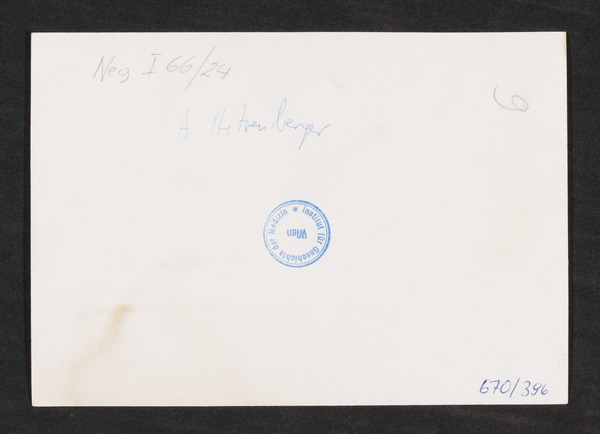 Neg I 66/24
6
A Hitzenberger
Institut für Geschichte der Medizin *
Wien
670/396